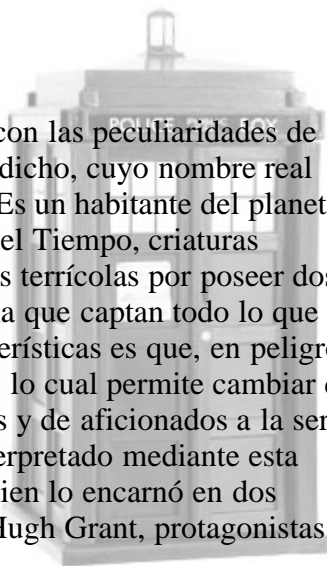 POLICE BOX
con las peculiaridades de
dicho, cuyo nombre real
Es un habitante del planet
el Tiempo, criaturas
s terrícolas por poseer dos
a que captan todo lo que
erísticas es que, en peligro
lo cual permite cambiar
s y de aficionados a la ser
erpretado mediante esta
ien lo encarnó en dos
Hugh Grant, protagonistas